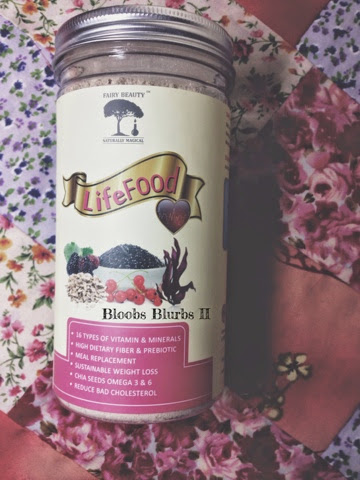 FAIRY BEAUTY™
NATURALIE MAGICAL
LifeFood
Bloobs Blurbs II
• 16 TYPES OF VITAMIN & MINERALS
• HIGH DIETARY FIBER & PREBIOTIC
• MEAL REPLACEMENT
• SUSTAINABLE WEIGHT LOSS
• CHIA SEEDS OMEGA 3 & 6
• REDUCE BAD CHOLESTEROL